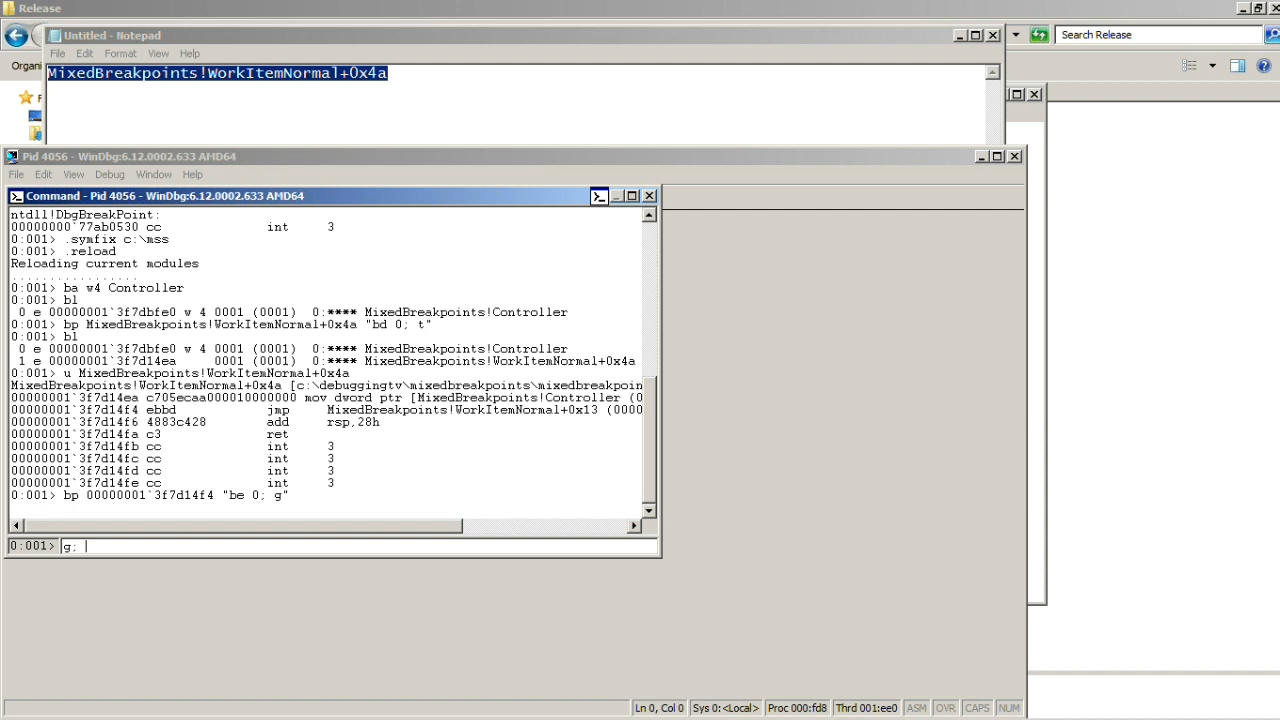 Release
Untitled - Notepad
Search Release
File Edit Format View Help
Organi
MixedBreakpoints!WorkItemNormal+0x4a
F
Pid 4056 - WinDbg:6.12.0002.633 AMD64
File Edit View Debug Window Help
Command - Pid 4056 - WinDbg:6.12.0002.633 AMD64
ntdll!DbgBreakPoint:
00000000`77ab0530 cc int 3
0:001> .symfix c:\mss
0:001> .reload
Reloading current modules
.................
0:001> ba w4 Controller
0:001> bl
0 e 00000001`3f7dbfe0 w 4 0001 (0001) 0:**** MixedBreakpoints!Controller
0:001> bp MixedBreakpoints!WorkItemNormal+0x4a "bd 0; t"
0:001> bl
0 e 00000001`3f7dbfe0 w 4 0001 (0001) 0:**** MixedBreakpoints!Controller
1 e 00000001`3f7d14ea 0001 (0001) 0:**** MixedBreakpoints!WorkItemNormal+0x4a
0:001> u MixedBreakpoints!WorkItemNormal+0x4a
MixedBreakpoints!WorkItemNormal+0x4a [c:\debuggingtv\mixedbreakpoints\mixedbreakpoin
00000001`3f7d14ea c705ecaa000010000000 mov dword ptr [MixedBreakpoints!Controller (0
00000001`3f7d14f4 ebbd jmp MixedBreakpoints!WorkItemNormal+0x13 (0000
00000001`3f7d14f6 4883c428 add rsp,28h
00000001`3f7d14fa c3 ret
00000001`3f7d14fb cc int 3
00000001`3f7d14fc cc int 3
00000001`3f7d14fd cc int 3
00000001`3f7d14fe cc int 3
0:001> bp 00000001`3f7d14f4 "be 0; g"
0:001> g;
Ln 0, Col 0 Sys 0:<Local> Proc 000:fd8 Thrd 001:ee0 ASM OVR CAPS NUM